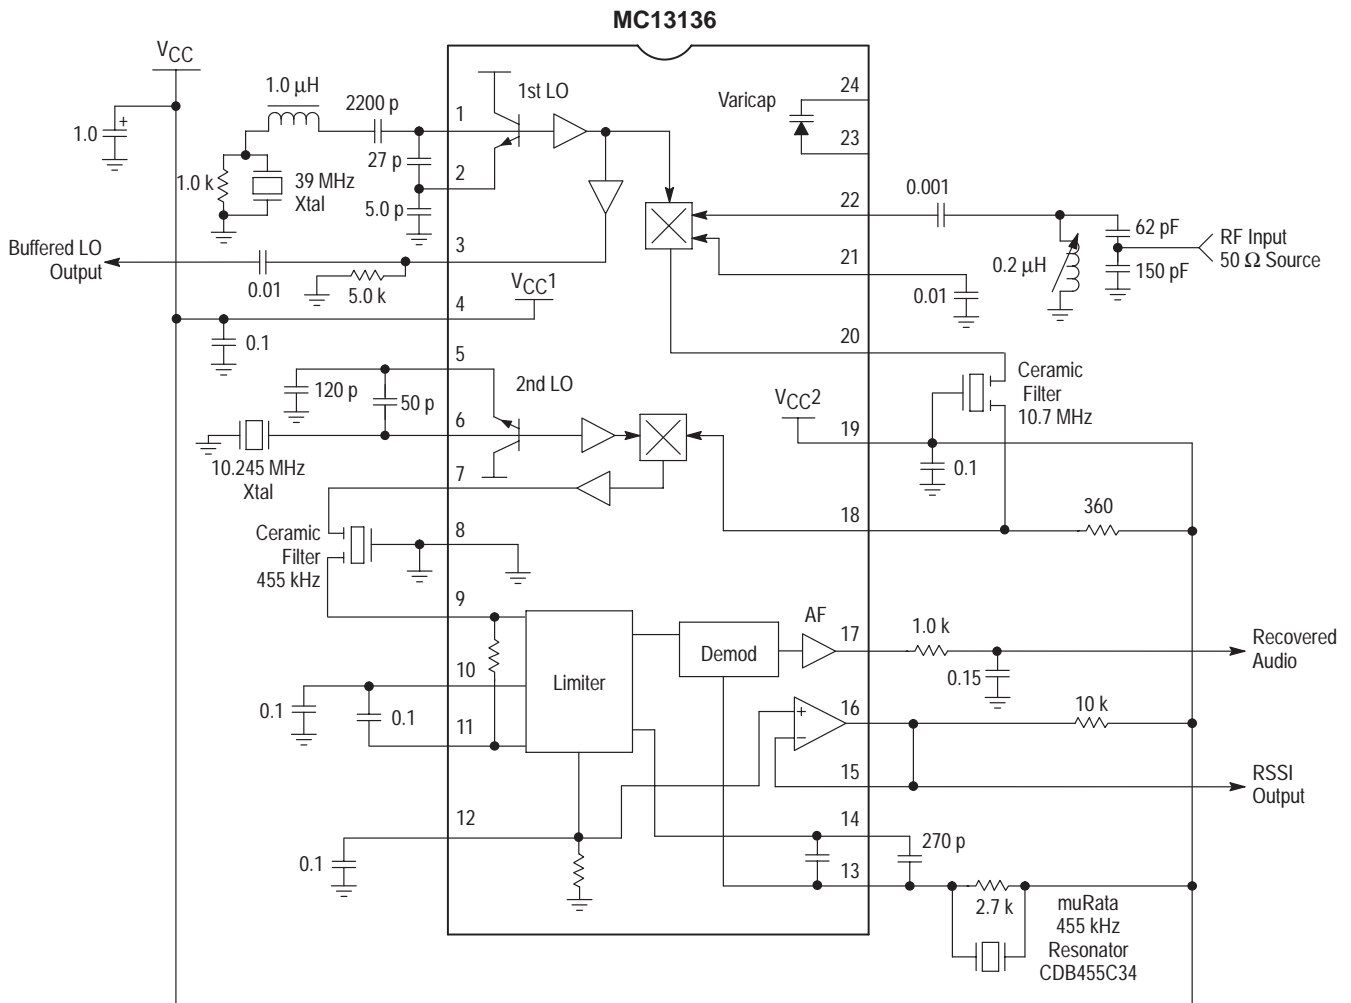 MC13136
VCC
1.0
+
1.0 µH
2200 p
1.0 k
39 MHz
Xtal
27 p
5.0 p
1
2
3
1st LO
Varicap
24
23
22
21
0.001
62 pF
150 pF
0.2 µH
0.01
RF Input
50 Ω Source
Buffered LO
Output
0.01
5.0 k
VCC1
4
0.1
5
120 p
50 p
2nd LO
6
10.245 MHz
Xtal
7
20
Ceramic
Filter
10.7 MHz
VCC2
19
0.1
18
360
Ceramic
Filter
455 kHz
8
9
10
11
0.1
0.1
Limiter
Demod
AF
17
1.0 k
0.15
Recovered
Audio
16
+
–
10 k
15
RSSI
Output
12
0.1
14
270 p
13
2.7 k
muRata
455 kHz
Resonator
CDB455C34